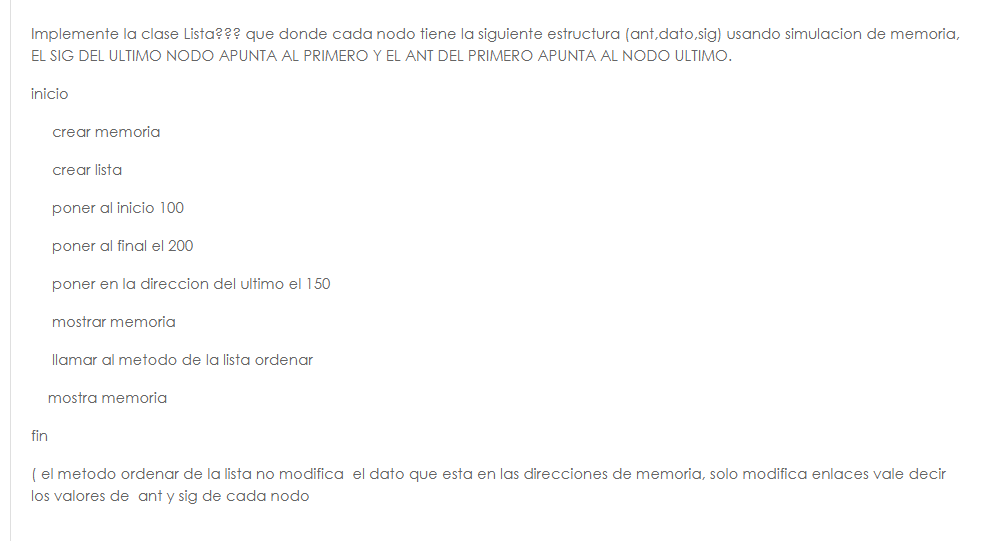 Implemente la clase Lista??? que donde cada nodo tiene la siguiente estructura (ant,dato,sig) usando simulacion de memoria,
EL SIG DEL ULTIMO NODO APUNTA AL PRIMERO Y EL ANT DEL PRIMERO APUNTA AL NODO ULTIMO.
inicio
crear memoria
crear lista
poner al inicio 100
poner al final el 200
poner en la direccion del ultimo el 150
mostrar memoria
llamar al metodo de la lista ordenar
mostra memoria
fin
( el metodo ordenar de la lista no modifica el dato que esta en las direcciones de memoria, solo modifica enlaces vale decir
los valores de ant y sig de cada nodo